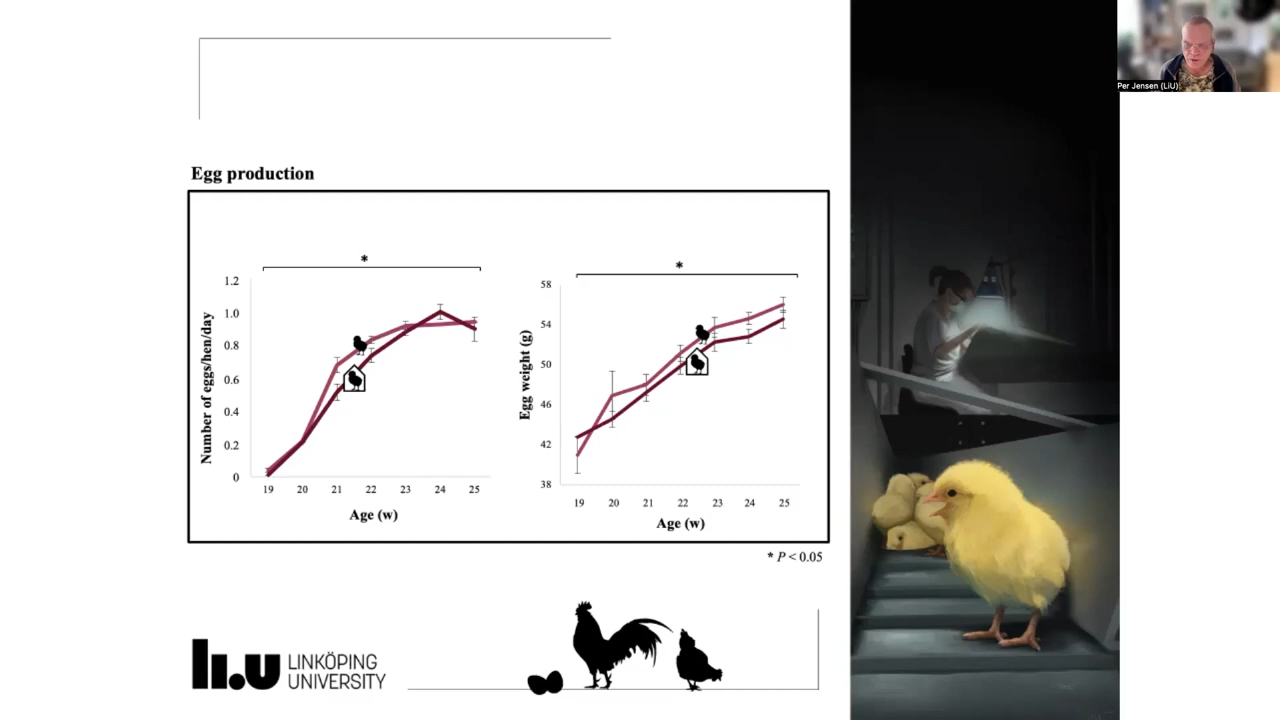 Per Jensen (LiU)
Egg production
*
*
1.2
1.0
0.8
0.6
0.4
0.2
0
Number of eggs/hen/day
19 20 21 22 23 24 25
Age (w)
58
54
50
46
42
38
Egg weight (g)
19 20 21 22 23 24 25
Age (w)
* P < 0.05
li.u LINKÖPING
UNIVERSITY